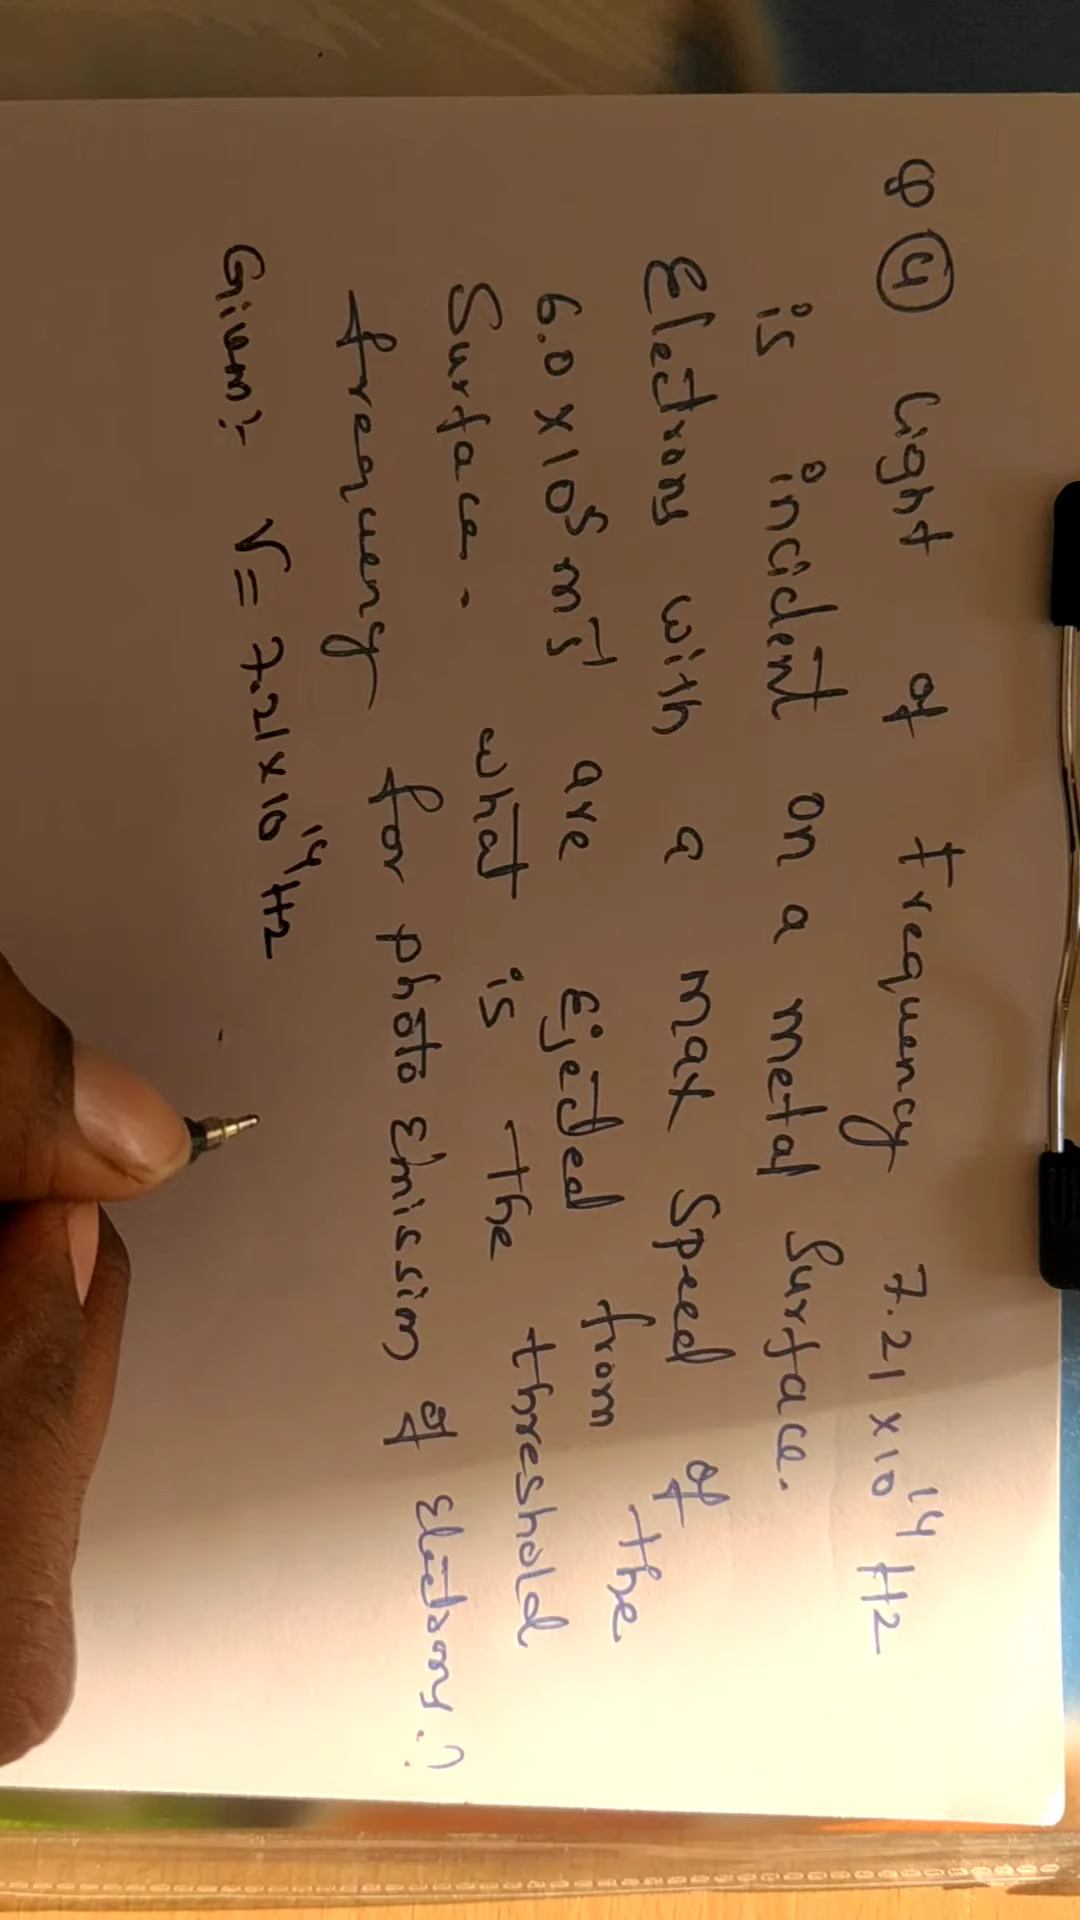 Q ④ Light of frequency 7.21 x 10¹⁴ Hz
is incident on a metal surface.
Electrons with a max speed of
6.0 x 10⁵ ms⁻¹ are Ejected from the
Surface. what is the threshold
frequency for photo Emission of Electrons.?
Given:- ν = 7.21 x 10¹⁴ Hz